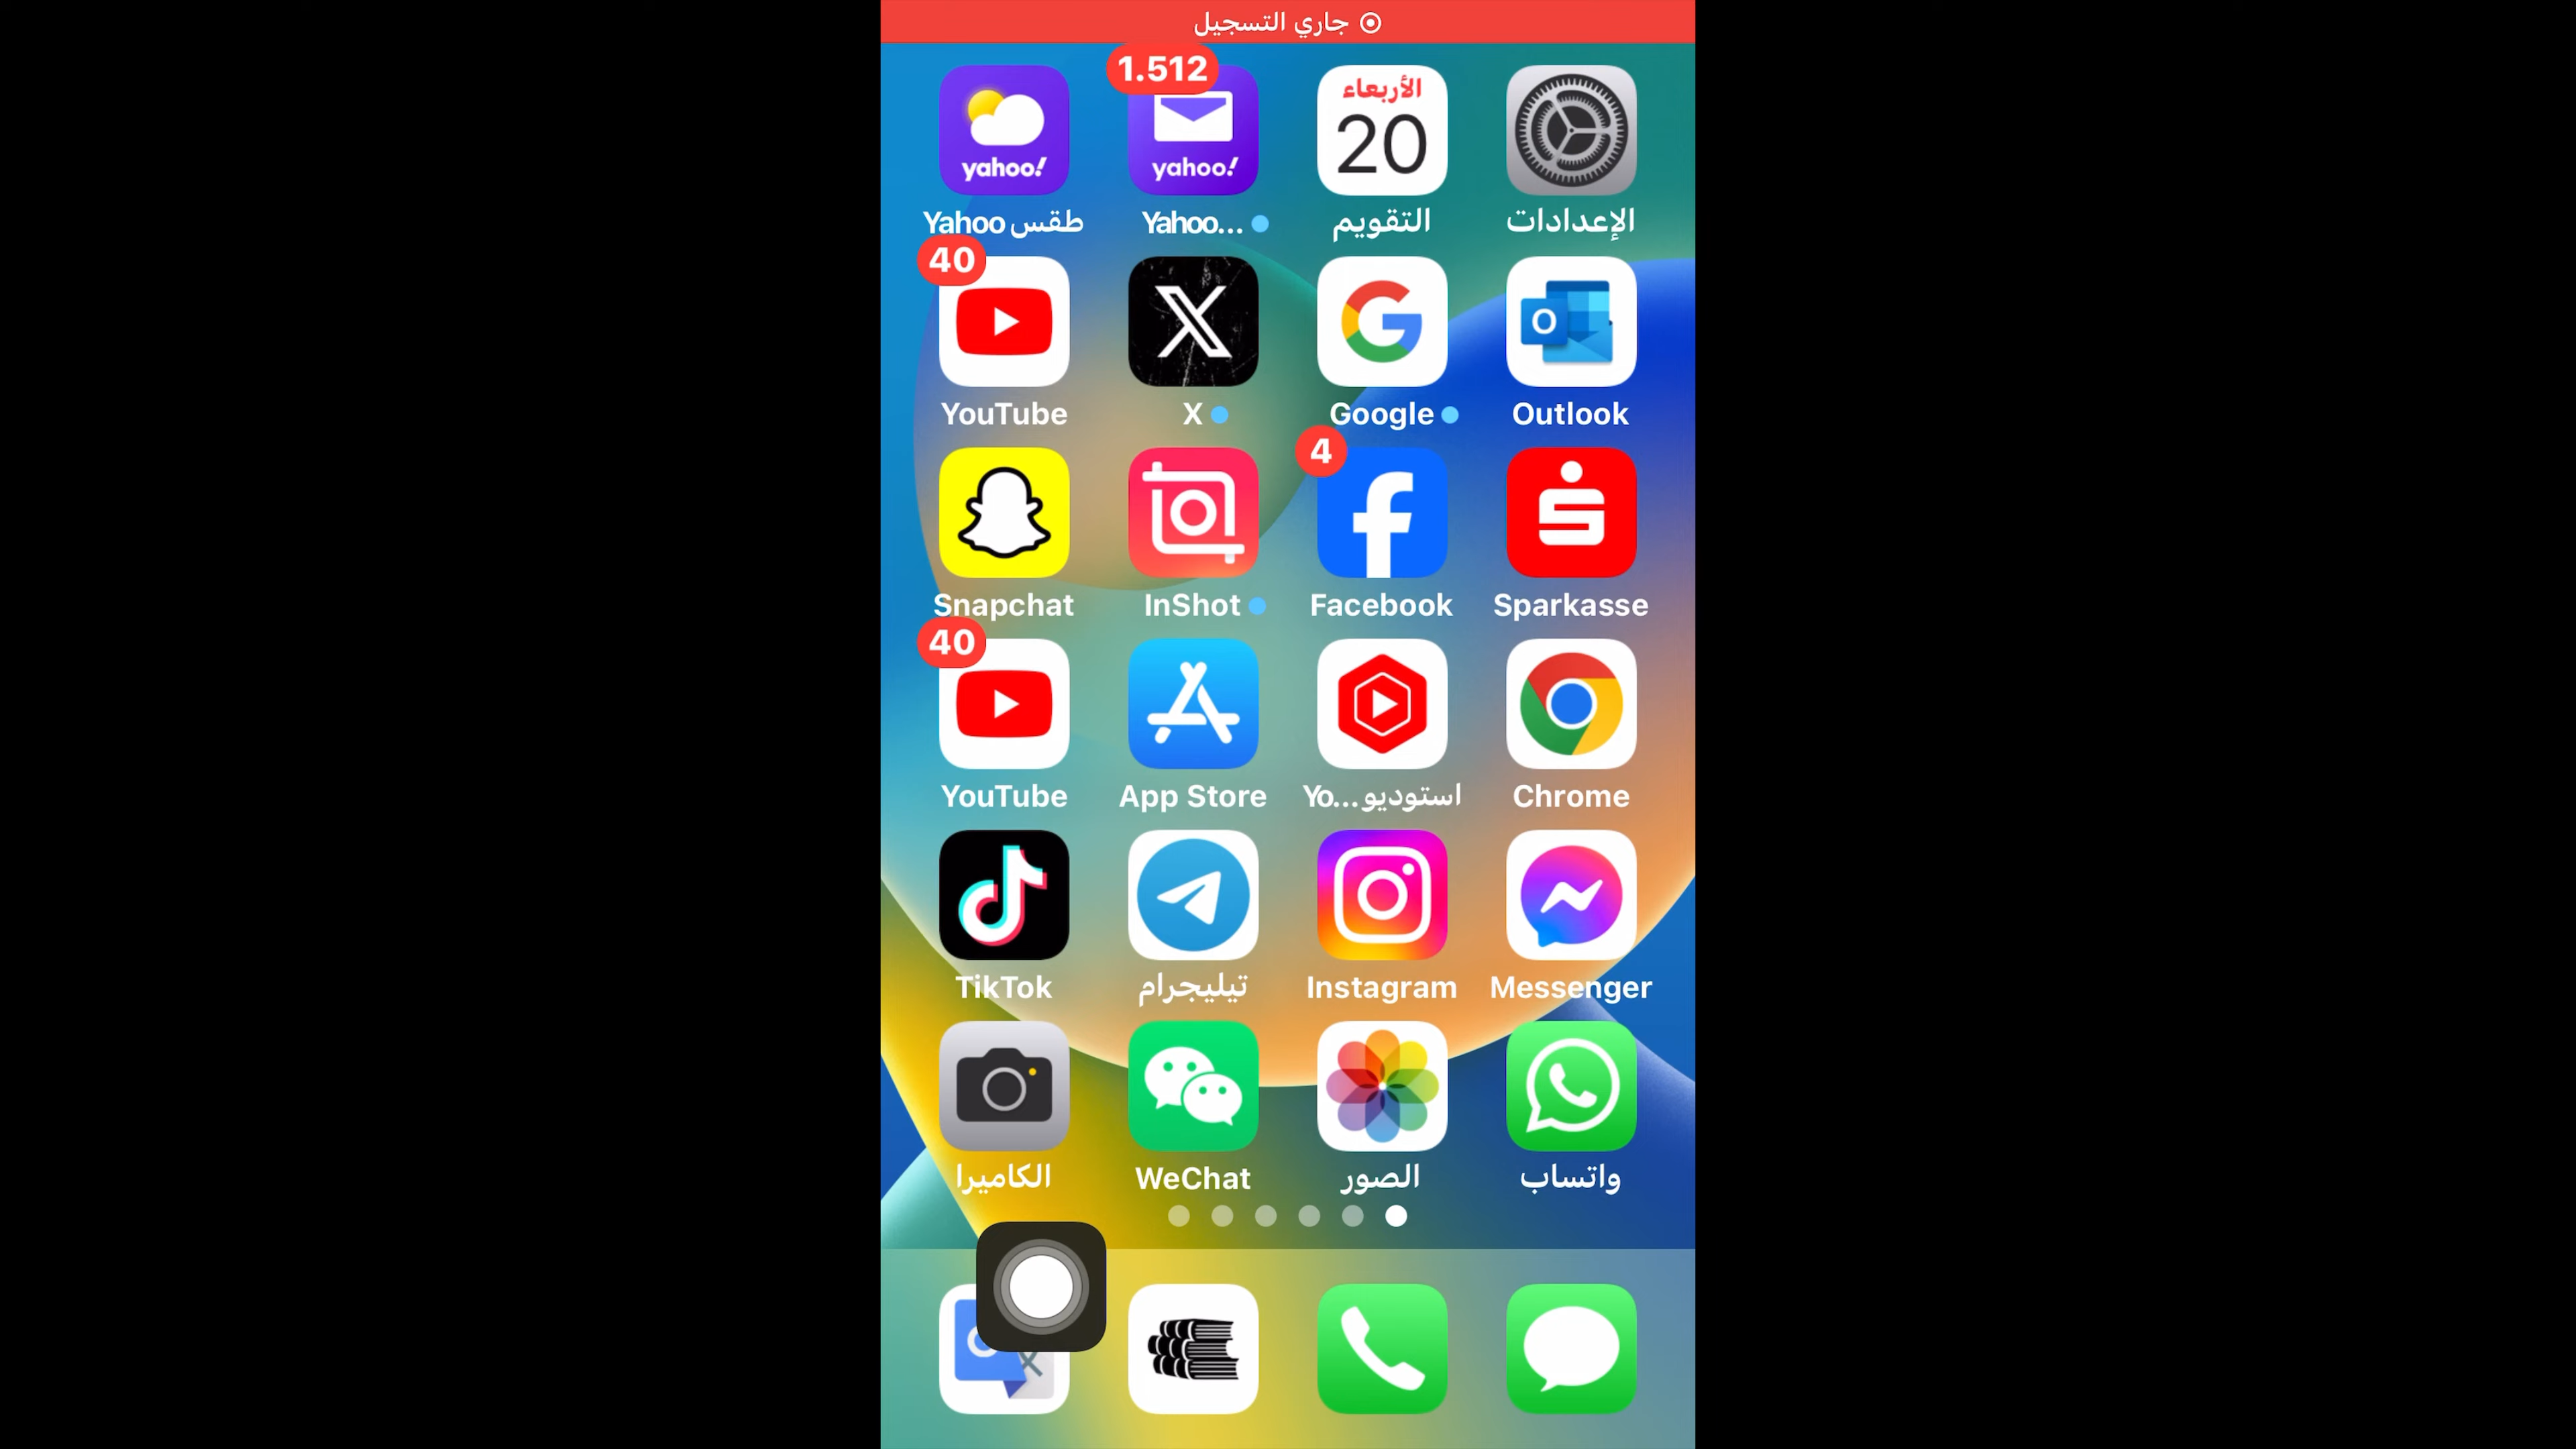 جاري التسجيل
1.512
الأربعاء
20
yahoo!
yahoo!
الإعدادات
التقويم
Yahoo...
طقس Yahoo
40
G
O
X
Outlook
Google
X
YouTube
4
f
Sparkasse
Facebook
InShot
Snapchat
40
Chrome
استوديو Yo...
App Store
YouTube
Messenger
Instagram
تيليجرام
TikTok
واتساب
الصور
WeChat
الكاميرا